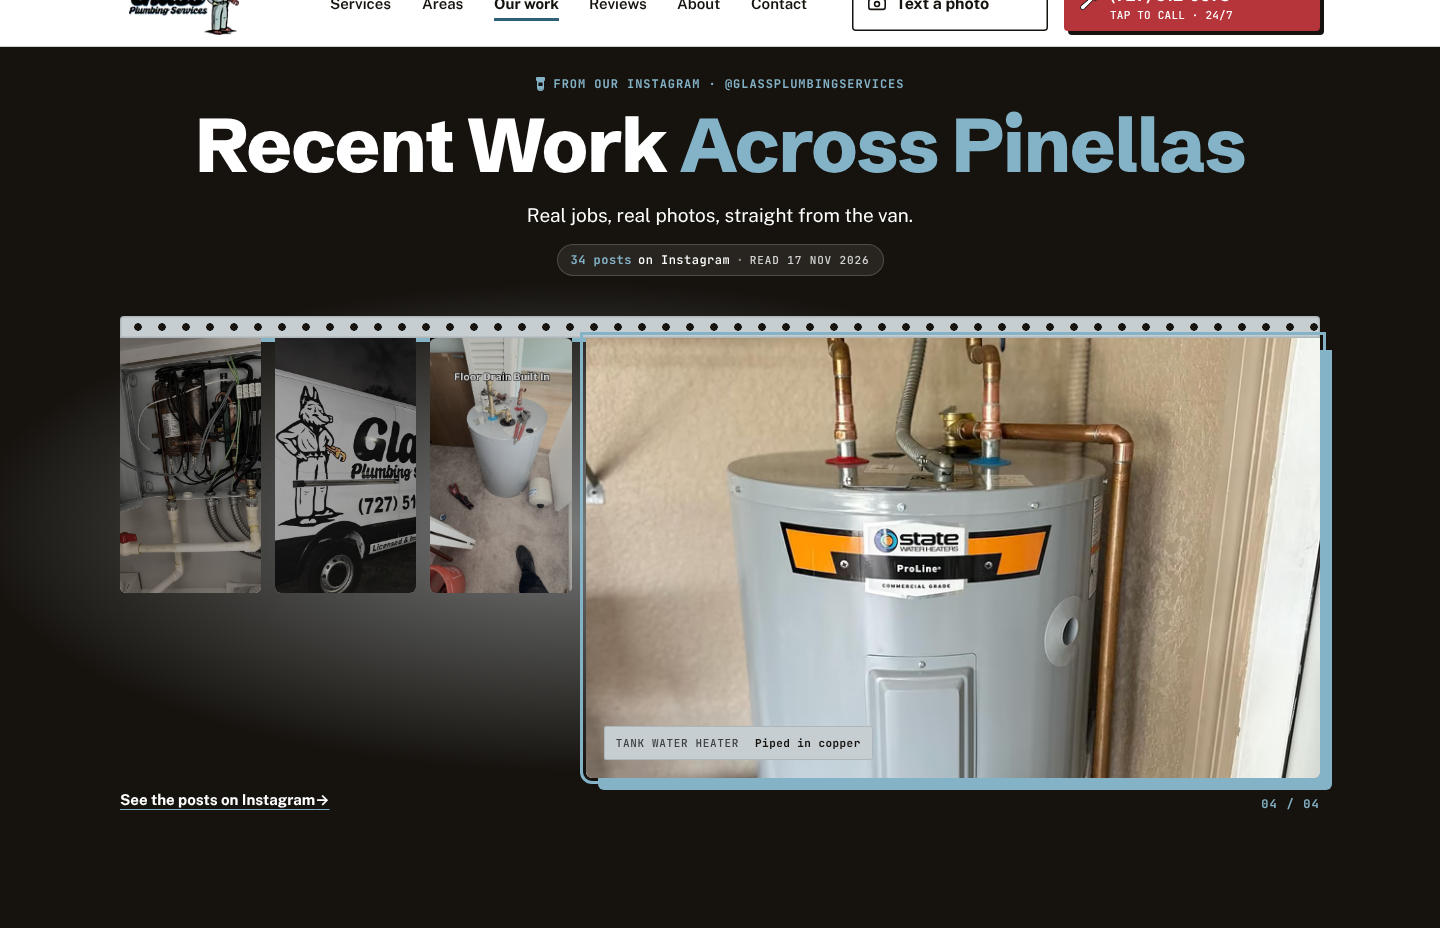 Plumbing Services
Services
Areas
Our work
Reviews
About
Contact
Text a photo
TAP TO CALL · 24/7
FROM OUR INSTAGRAM · @GLASSPLUMBINGSERVICES
Recent Work Across Pinellas
Real jobs, real photos, straight from the van.
34 posts on Instagram · READ 17 NOV 2026
Floor Drain Built In
Gla
Plumbing S
(727) 51
Licensed & In
state
WATER HEATERS
ProLine
COMMERCIAL GRADE
TANK WATER HEATER Piped in copper
See the posts on Instagram→
04 / 04